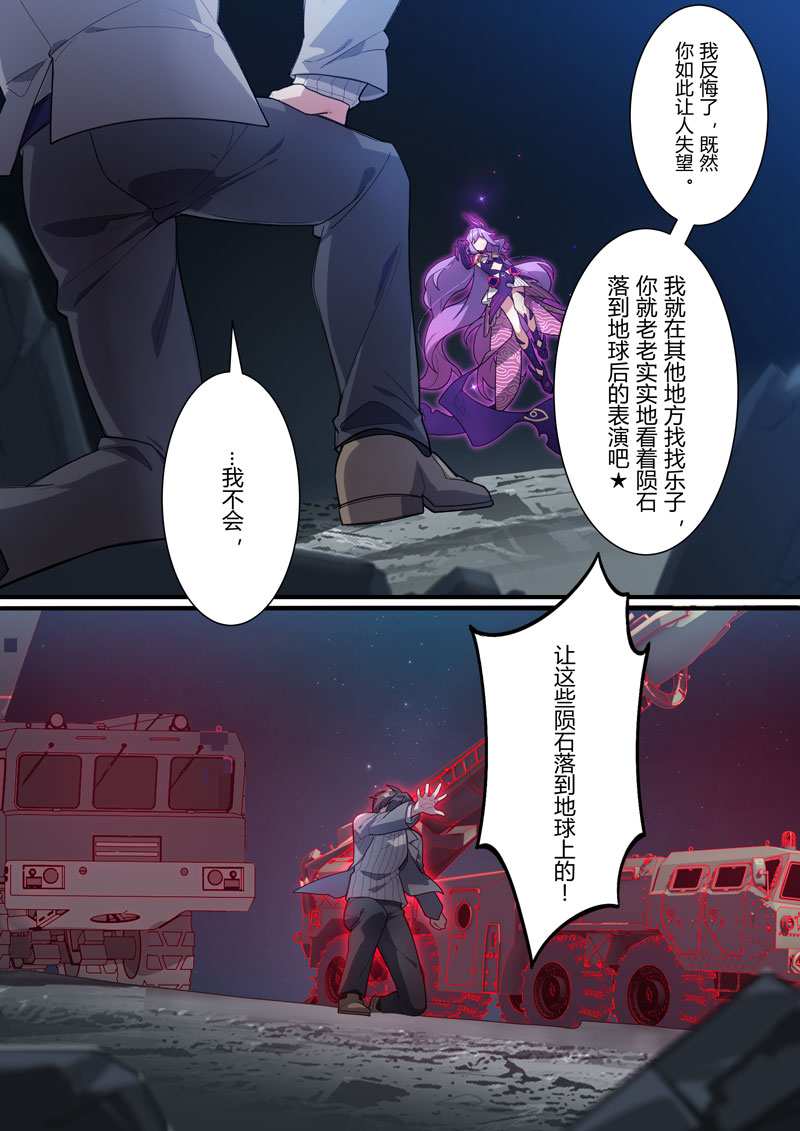 我反悔了，既然
你如此让人失望。
我就在其他地方找找乐子，
你就老老实实地看着陨石
落到地球后的表演吧★
…我不会，
让这些陨石落到地球上的！